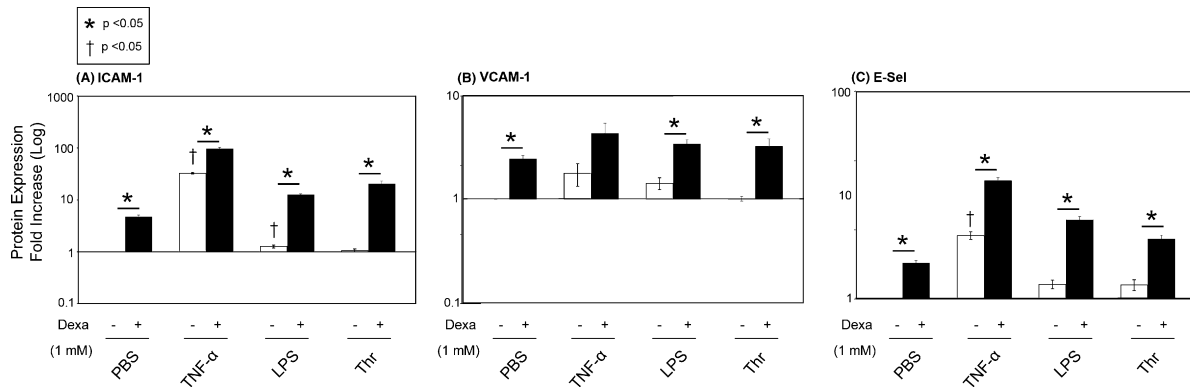 * p <0.05
† p <0.05
(A) ICAM-1
(B) VCAM-1
(C) E-Sel
Protein Expression
Fold Increase (Log)
1000
100
10
1
0.1
†
*
*
†
*
*
10
1
0.1
*
*
*
100
10
1
*
†
*
*
*
Dexa - + - + - + - +
(1 mM) PBS TNF-α LPS Thr
Dexa - + - + - + - +
(1 mM) PBS TNF-α LPS Thr
Dexa - + - + - + - +
(1 mM) PBS TNF-α LPS Thr